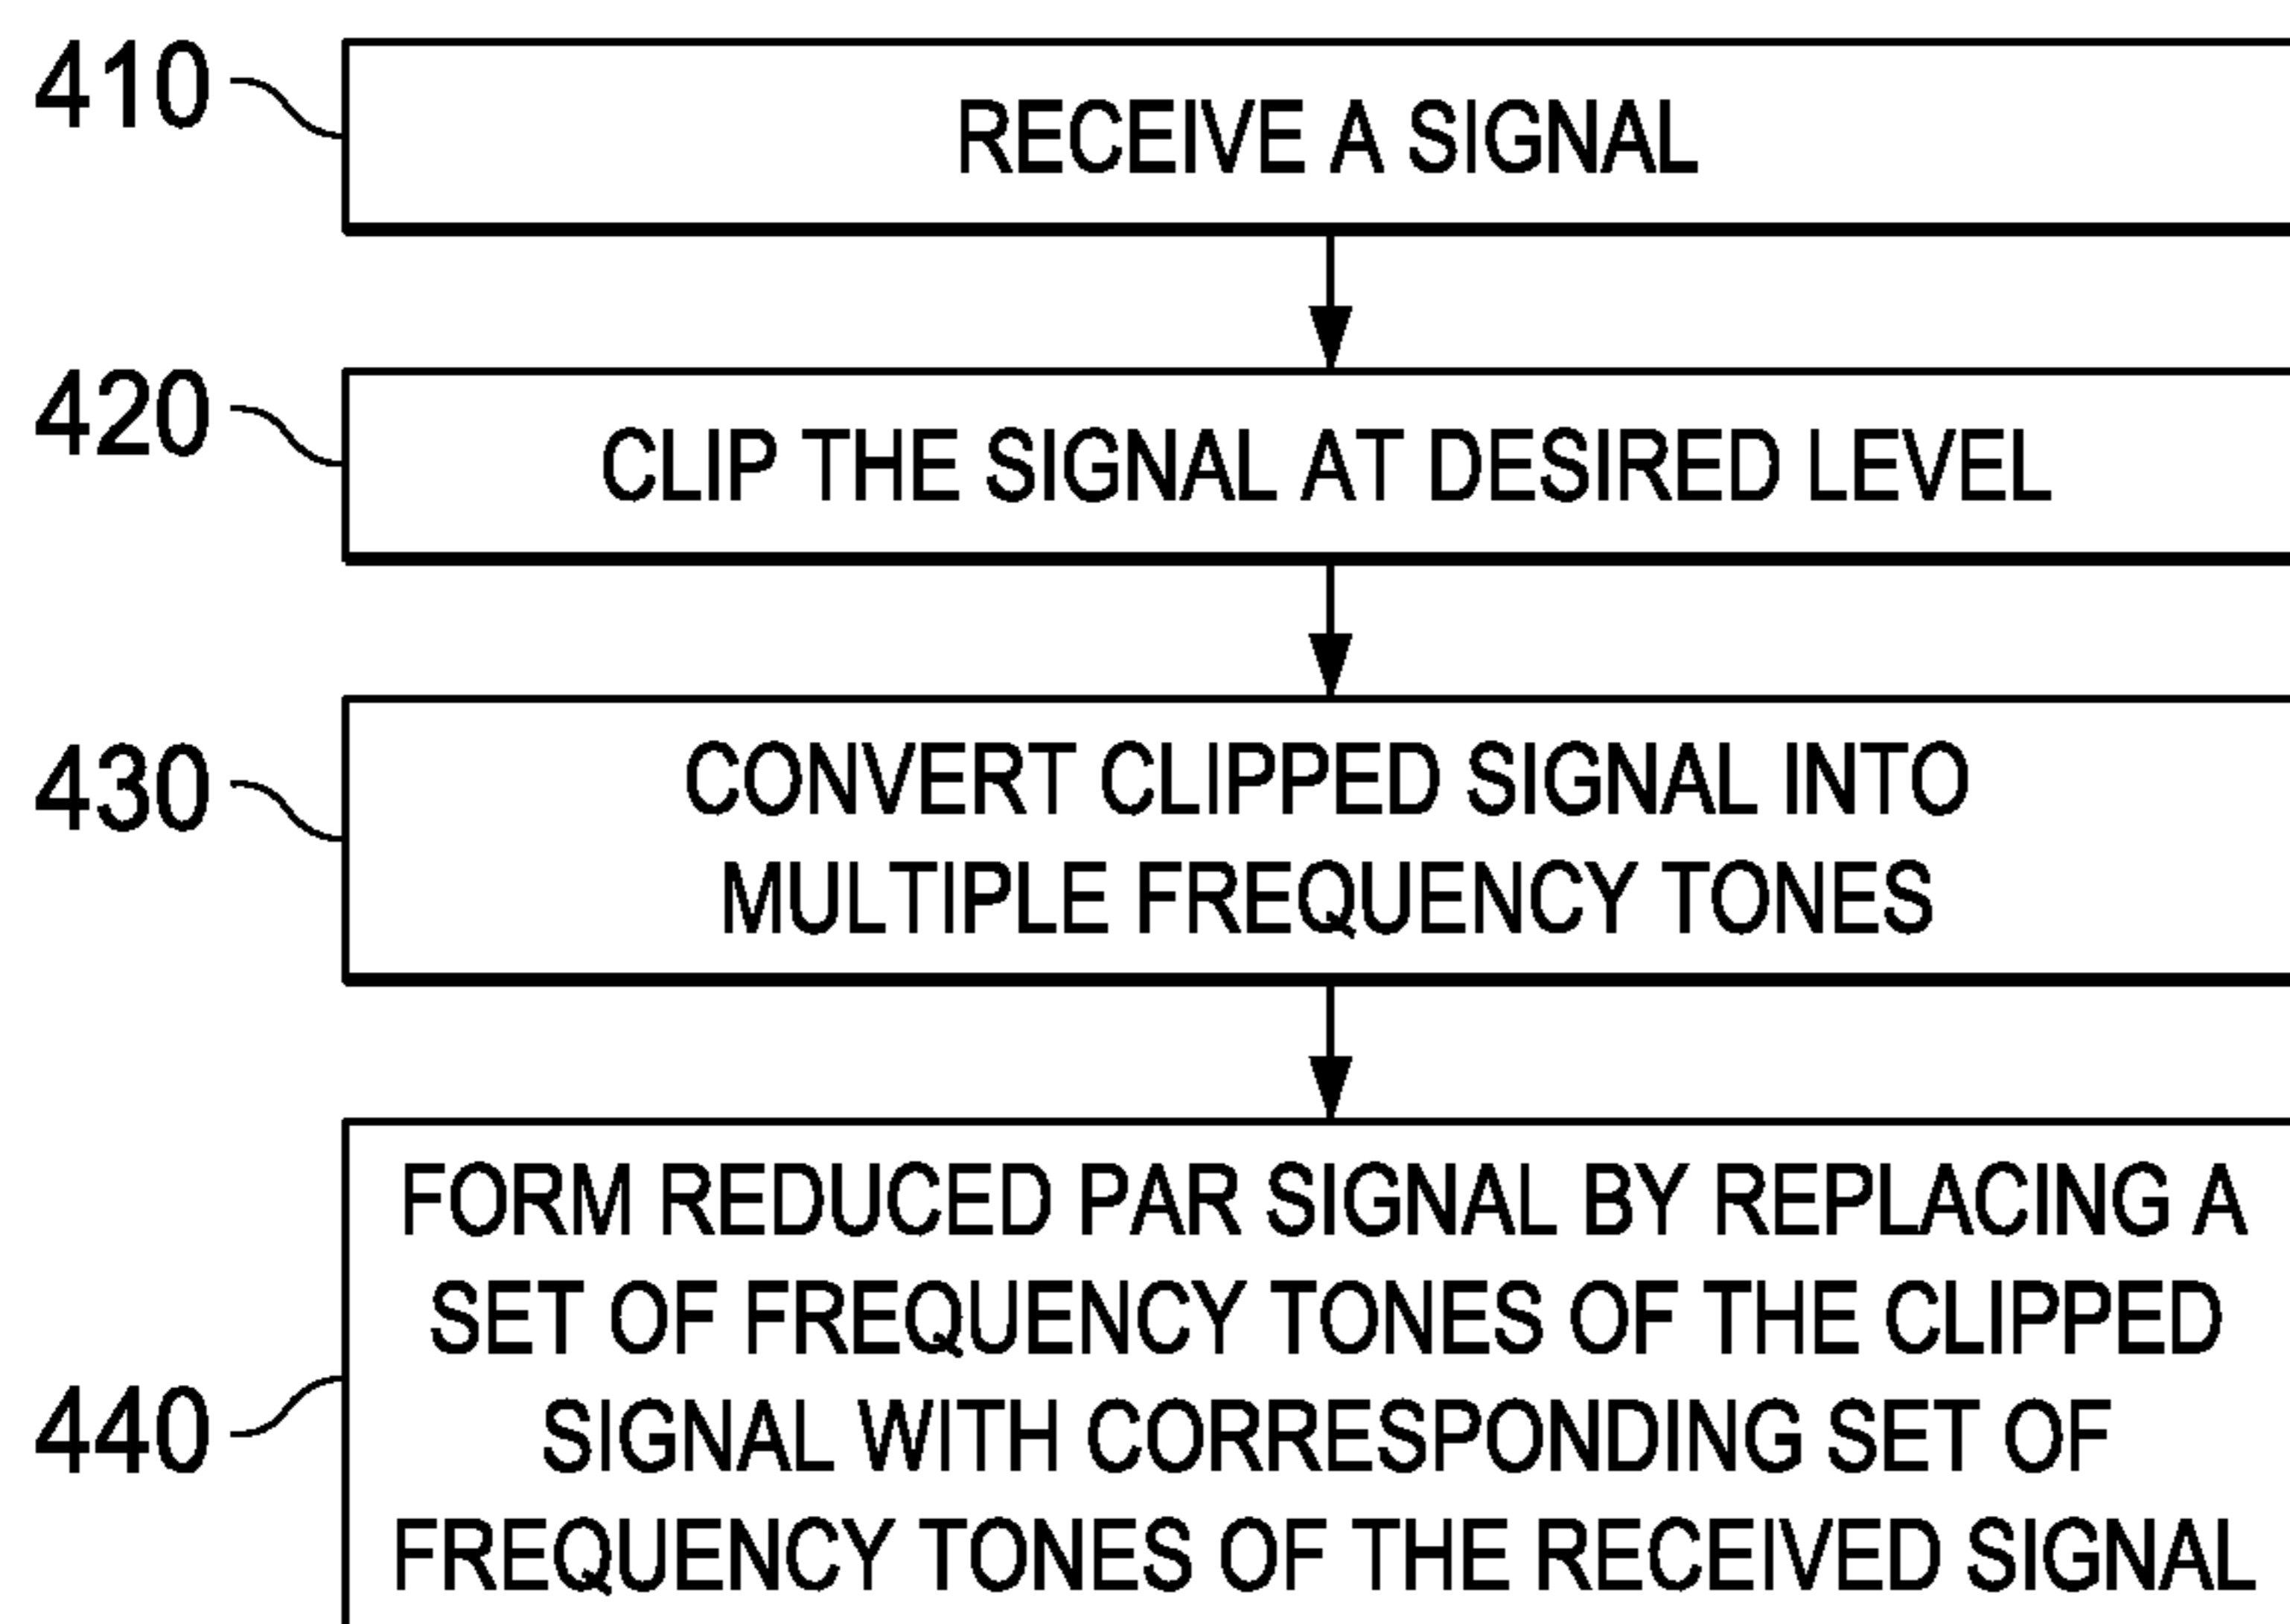 410
RECEIVE A SIGNAL
420
CLIP THE SIGNAL AT DESIRED LEVEL
430
CONVERT CLIPPED SIGNAL INTO
MULTIPLE FREQUENCY TONES
440
FORM REDUCED PAR SIGNAL BY REPLACING A
SET OF FREQUENCY TONES OF THE CLIPPED
SIGNAL WITH CORRESPONDING SET OF
FREQUENCY TONES OF THE RECEIVED SIGNAL